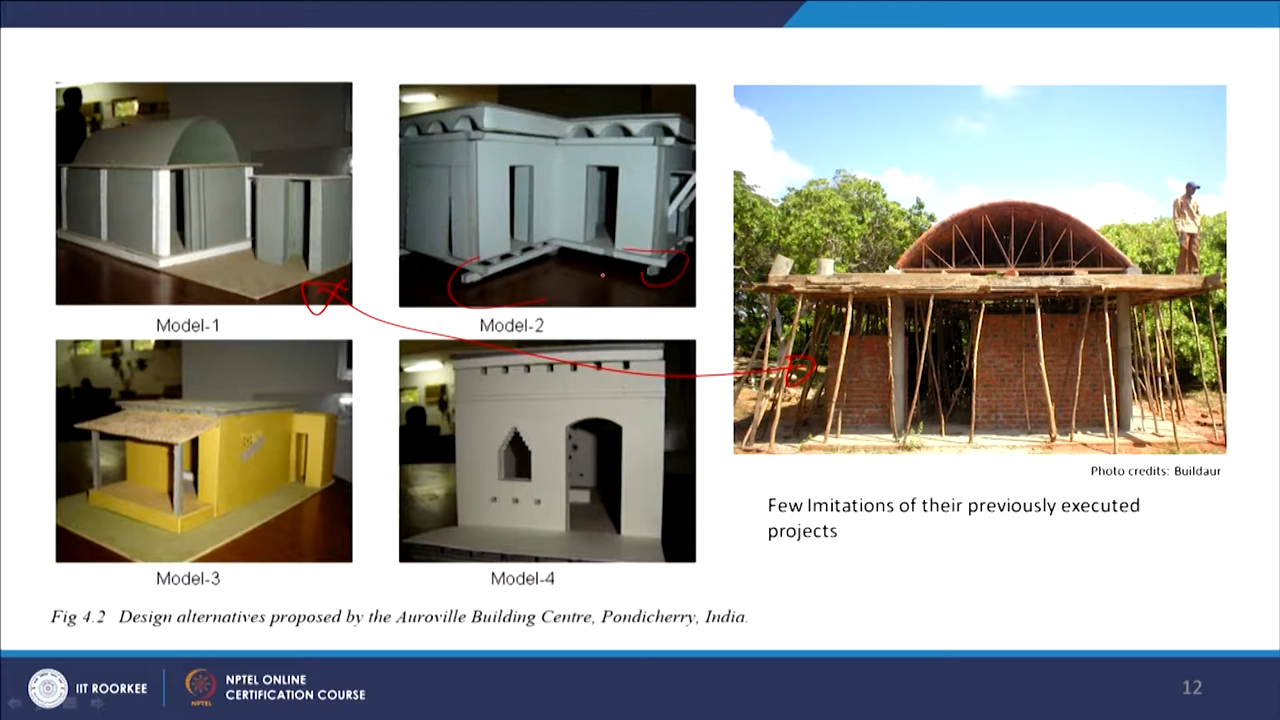 Model-1
Model-2
Photo credits: Buildaur
Few Imitations of their previously executed
projects
Model-3
Model-4
Fig 4.2 Design alternatives proposed by the Auroville Building Centre, Pondicherry, India.
IIT ROORKEE
NPTEL
NPTEL ONLINE
CERTIFICATION COURSE
12